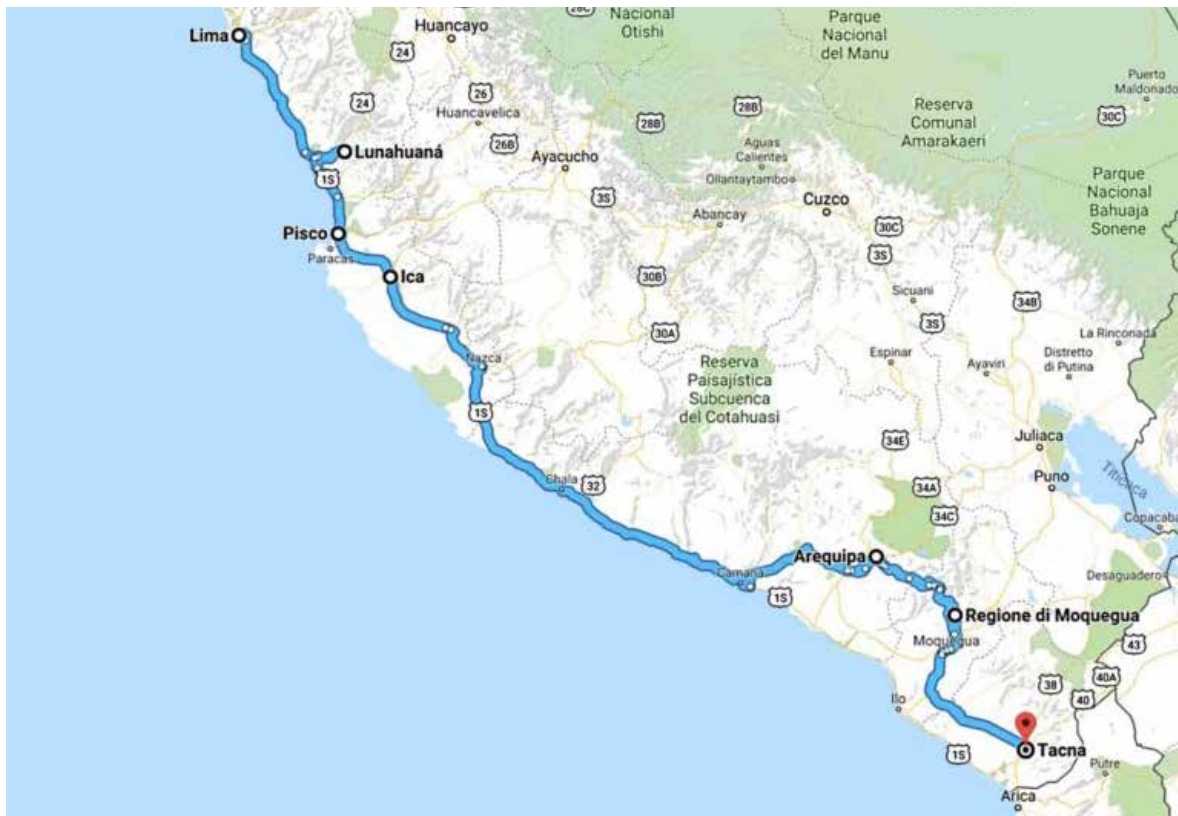 28C
Nacional
Otishi
Parque
Nacional
del Manu
Lima
Huancayo
24
26
Puerto
Maldonado
24
Huancavelica
28B
28B
Reserva
Comunal
Amarakaeri
30C
26B
Aguas
Calientes
Lunahuaná
Ayacucho
Ollantaytambo
Parque
Nacional
Bahuaja
Sonene
1S
3S
Cuzco
Abancay
30C
Pisco
Paracas
3S
Ica
30B
Sicuani
34B
30A
3S
La Rinconada
Nazca
Reserva
Paisajística
Subcuenca
del Cotahuasi
Espinar
Ayaviri
Distretto
di Putina
1S
34E
Juliaca
Chala
32
34A
Puno
Titicaca
34C
Copacaba
Arequipa
Camaná
Desaguadero
1S
Regione di Moquegua
Moquegua
43
38
40A
40
Ilo
1S
Tacna
Putre
Arica